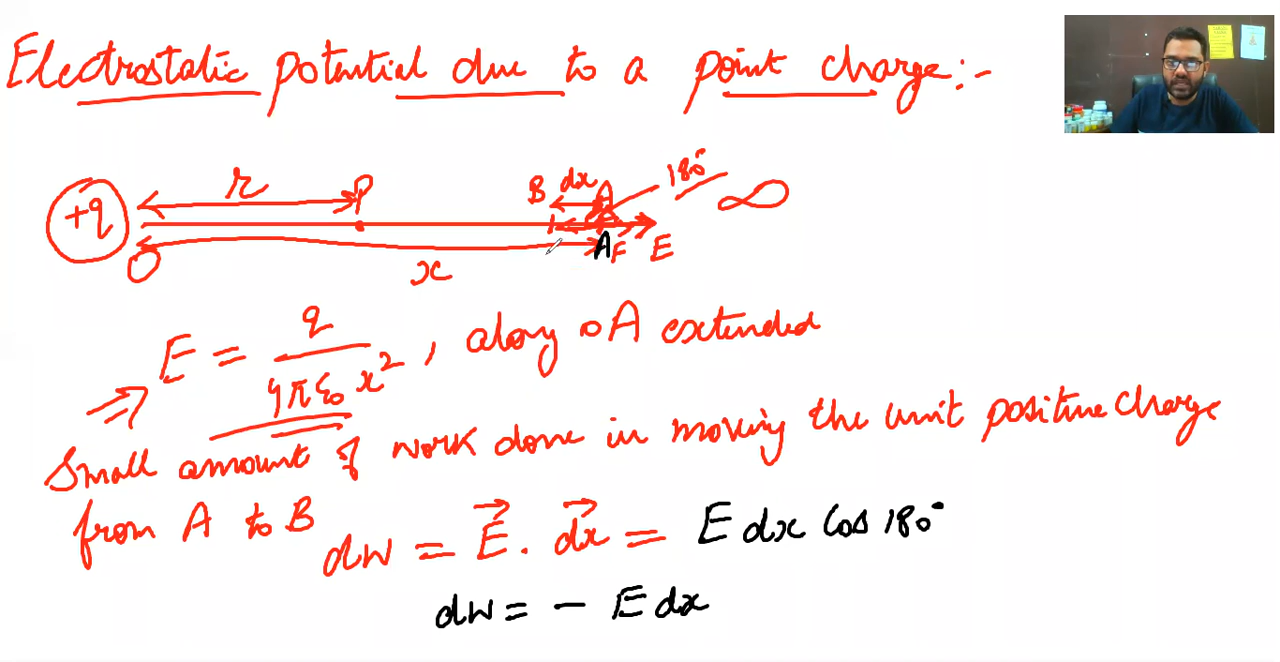 Electrostatic potential due to a point charge:-
+q r P B dx A 180° ∞
O x A F E
E = q / 4πε₀x² , along OA extended
⇒
Small amount of work done in moving the unit positive charge
from A to B
dW = E⃗ . dx⃗ = E dx Cos 180°
dW = - E dx